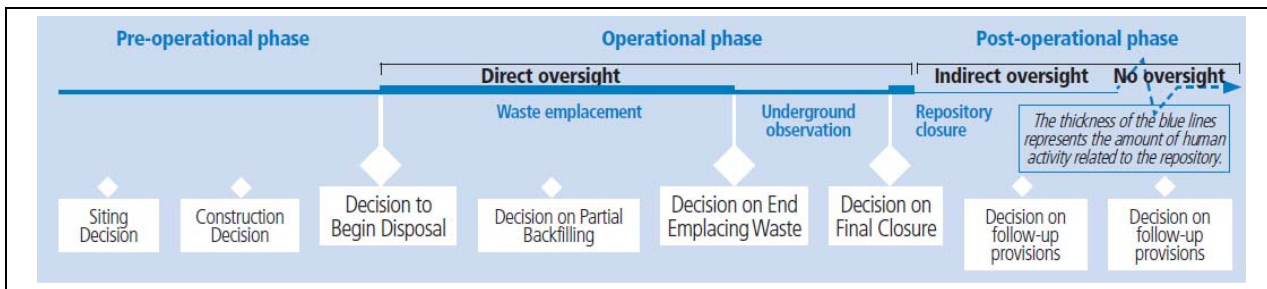 Pre-operational phase
Operational phase
Post-operational phase
Direct oversight
Indirect oversight
No oversight
Waste emplacement
Underground
observation
Repository
closure
The thickness of the blue lines
represents the amount of human
activity related to the repository.
Siting
Decision
Construction
Decision
Decision to
Begin Disposal
Decision on Partial
Backfilling
Decision on End
Emplacing Waste
Decision on
Final Closure
Decision on
follow-up
provisions
Decision on
follow-up
provisions